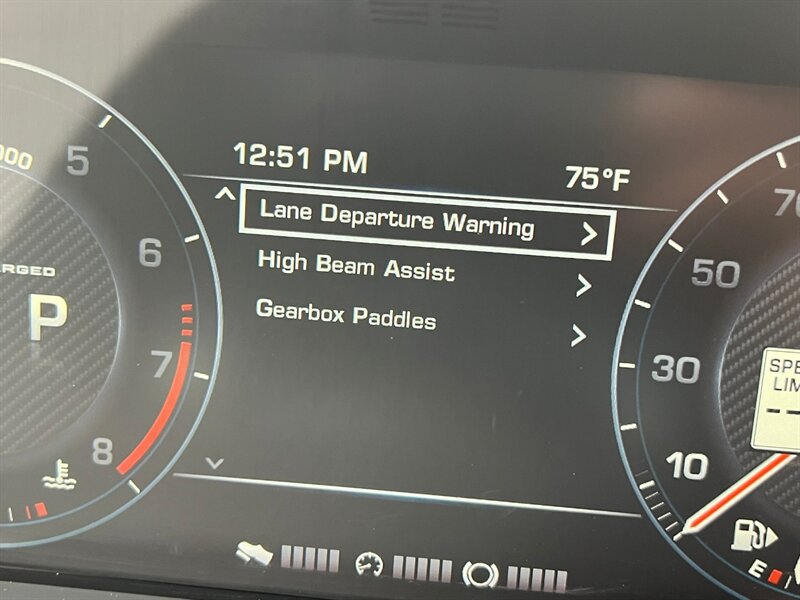 12:51 PM
75°F
Lane Departure Warning
High Beam Assist
Gearbox Paddles
5
6
7
8
P
70
50
30
10
E